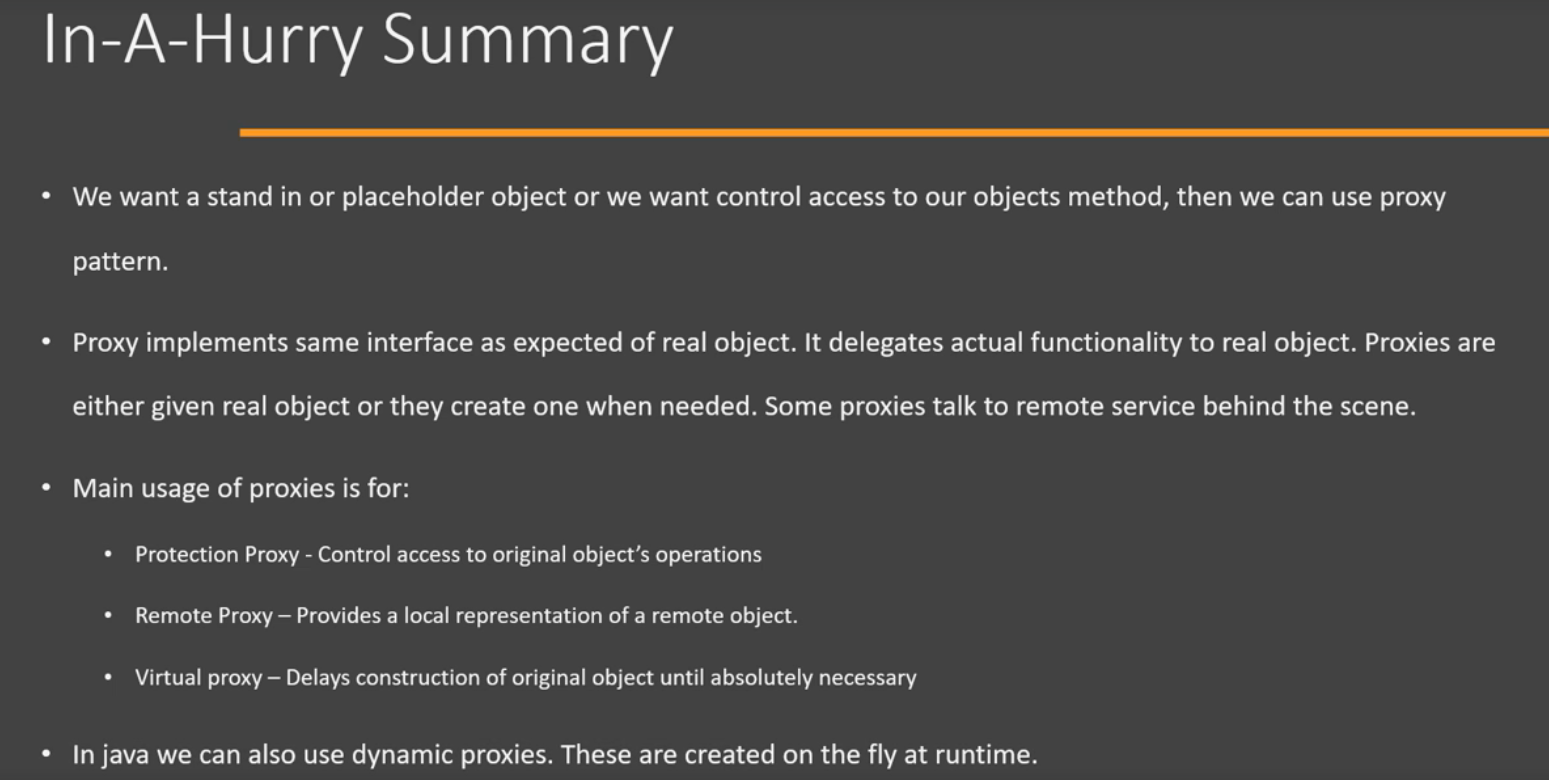 In-A-Hurry Summary
• We want a stand in or placeholder object or we want control access to our objects method, then we can use proxy
pattern.
• Proxy implements same interface as expected of real object. It delegates actual functionality to real object. Proxies are
either given real object or they create one when needed. Some proxies talk to remote service behind the scene.
• Main usage of proxies is for:
• Protection Proxy - Control access to original object’s operations
• Remote Proxy – Provides a local representation of a remote object.
• Virtual proxy – Delays construction of original object until absolutely necessary
• In java we can also use dynamic proxies. These are created on the fly at runtime.